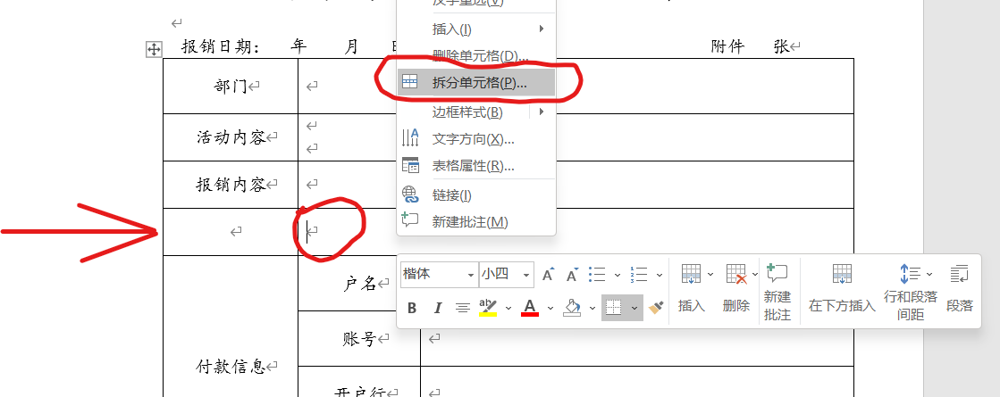 插入(I)
报销日期： 年 月
附件 张
删除单元格(D)...
部门
拆分单元格(P)...
边框样式(B)
活动内容
文字方向(X)...
表格属性(R)...
报销内容
链接(I)
新建批注(M)
楷体 小四
户名
B I A
插入 删除 新建批注 在下方插入 行和段落间距 段落
账号
付款信息
开户行